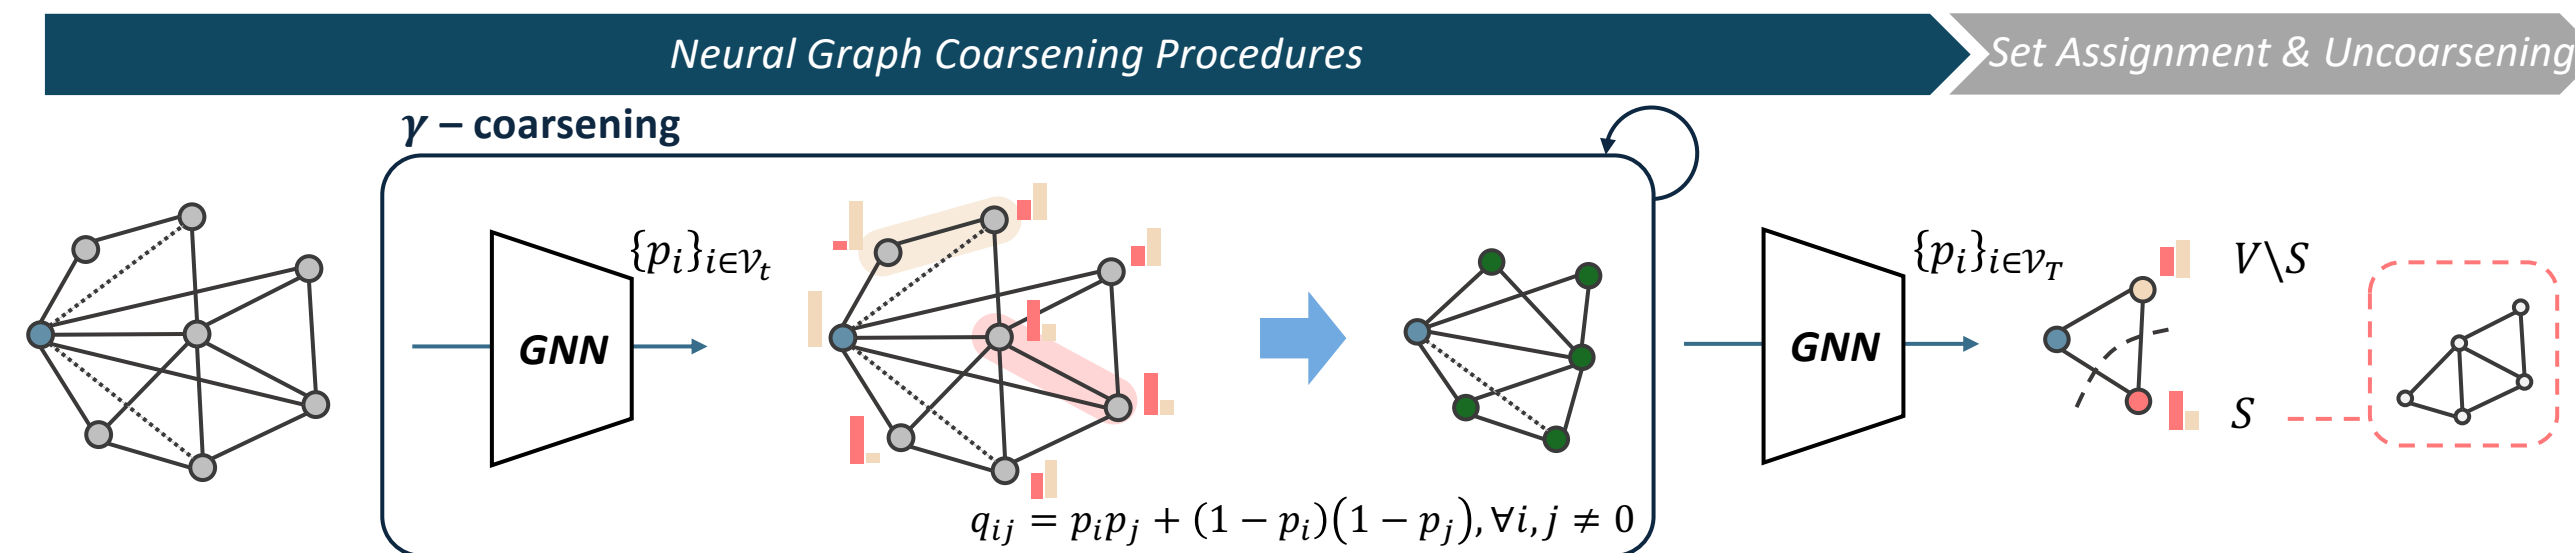 Neural Graph Coarsening Procedures
Set Assignment & Uncoarsening
γ – coarsening
GNN
{p_i}_{i∈𝒱_t}
q_{ij} = p_i p_j + (1 − p_i)(1 − p_j), ∀i, j ≠ 0
GNN
{p_i}_{i∈𝒱_T}
V\S
S